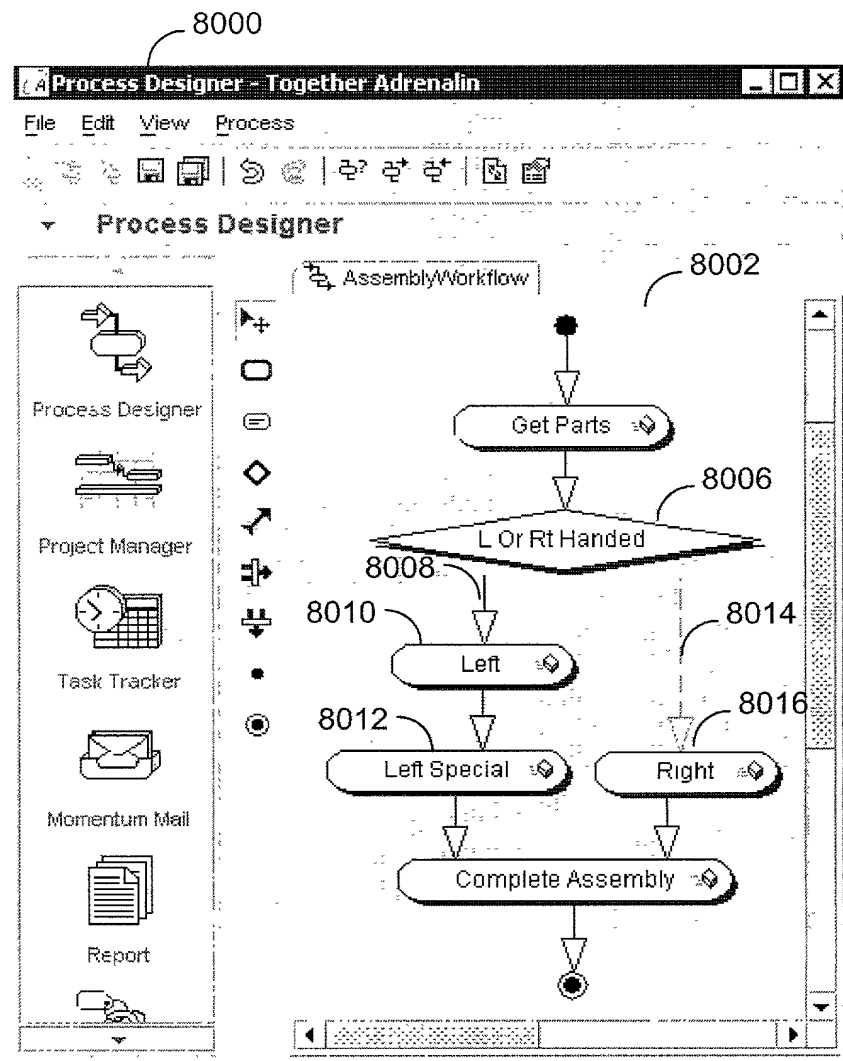 8000
Process Designer - Together Adrenalin
File Edit View Process
Process Designer
8002
AssemblyWorkflow
Process Designer
Get Parts
8006
Project Manager
L Or Rt Handed
8008
8010
8014
Left
Task Tracker
8012
8016
Left Special
Right
Momentum Mail
Complete Assembly
Report